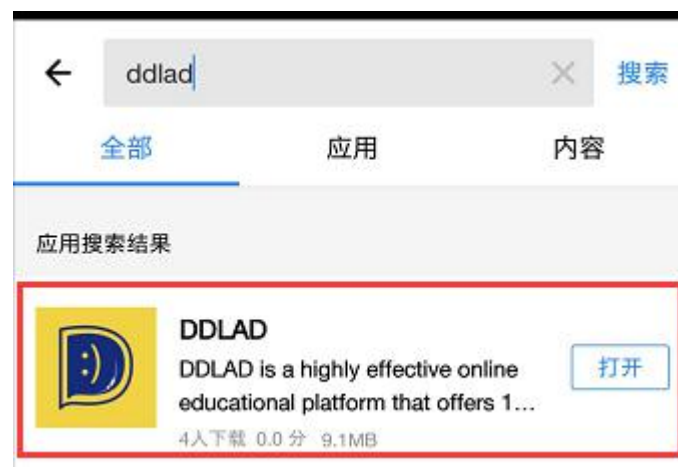 ddlad 搜索
全部 应用 内容
应用搜索结果
DDLAD
DDLAD is a highly effective online
educational platform that offers 1...
打开
4人下载 0.0 分 9.1MB